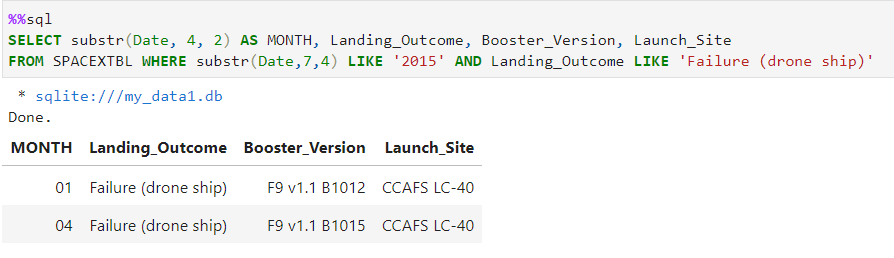 %%sql
SELECT substr(Date, 4, 2) AS MONTH, Landing_Outcome, Booster_Version, Launch_Site
FROM SPACEXTBL WHERE substr(Date,7,4) LIKE '2015' AND Landing_Outcome LIKE 'Failure (drone ship)'
* sqlite:///my_data1.db
Done.
MONTH Landing_Outcome Booster_Version Launch_Site
01 Failure (drone ship) F9 v1.1 B1012 CCAFS LC-40
04 Failure (drone ship) F9 v1.1 B1015 CCAFS LC-40